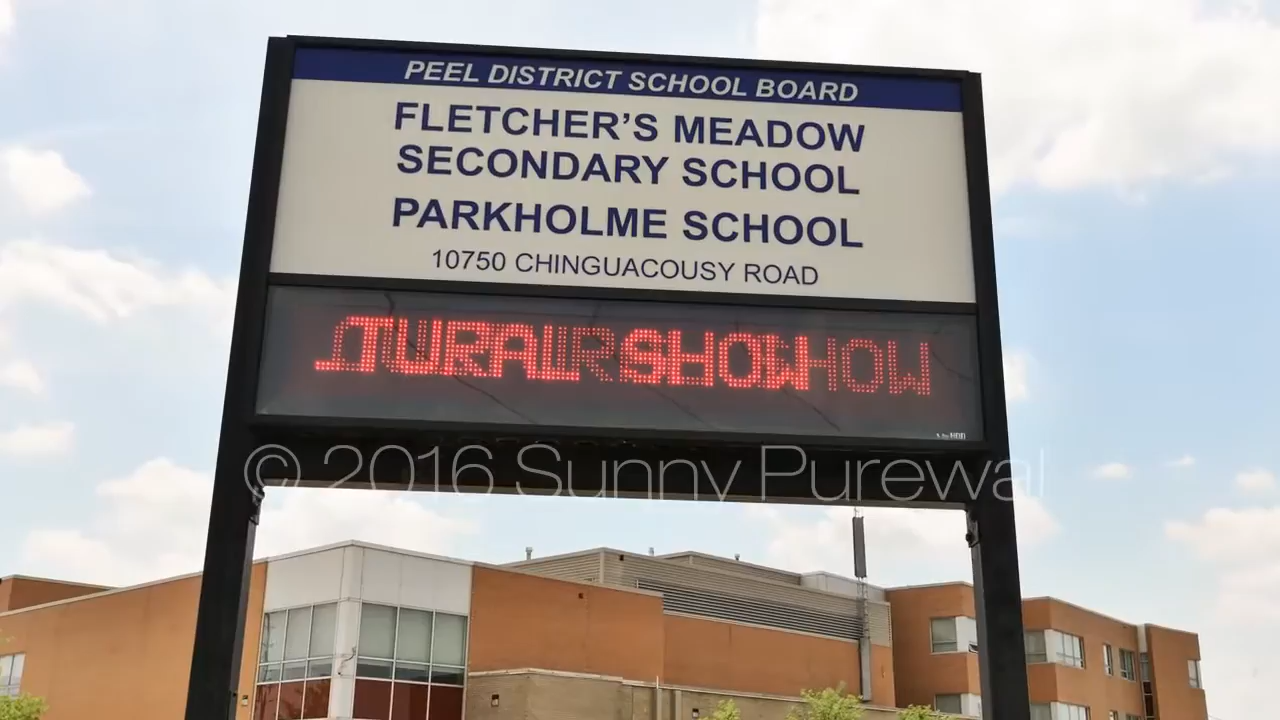 PEEL DISTRICT SCHOOL BOARD
FLETCHER'S MEADOW
SECONDARY SCHOOL
PARKHOLME SCHOOL
10750 CHINGUACOUSY ROAD
© 2016 Sunny Purewal